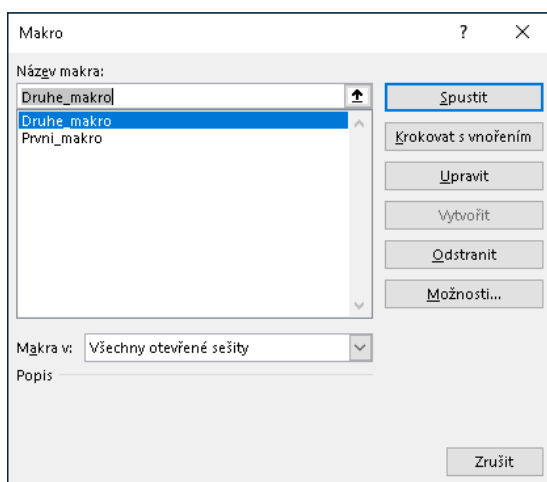 Makro ? ×
Název makra:
Druhe_makro
Druhe_makro
Prvni_makro
Spustit
Krokovat s vnořením
Upravit
Vytvořit
Odstranit
Možnosti...
Makra v: Všechny otevřené sešity
Popis
Zrušit